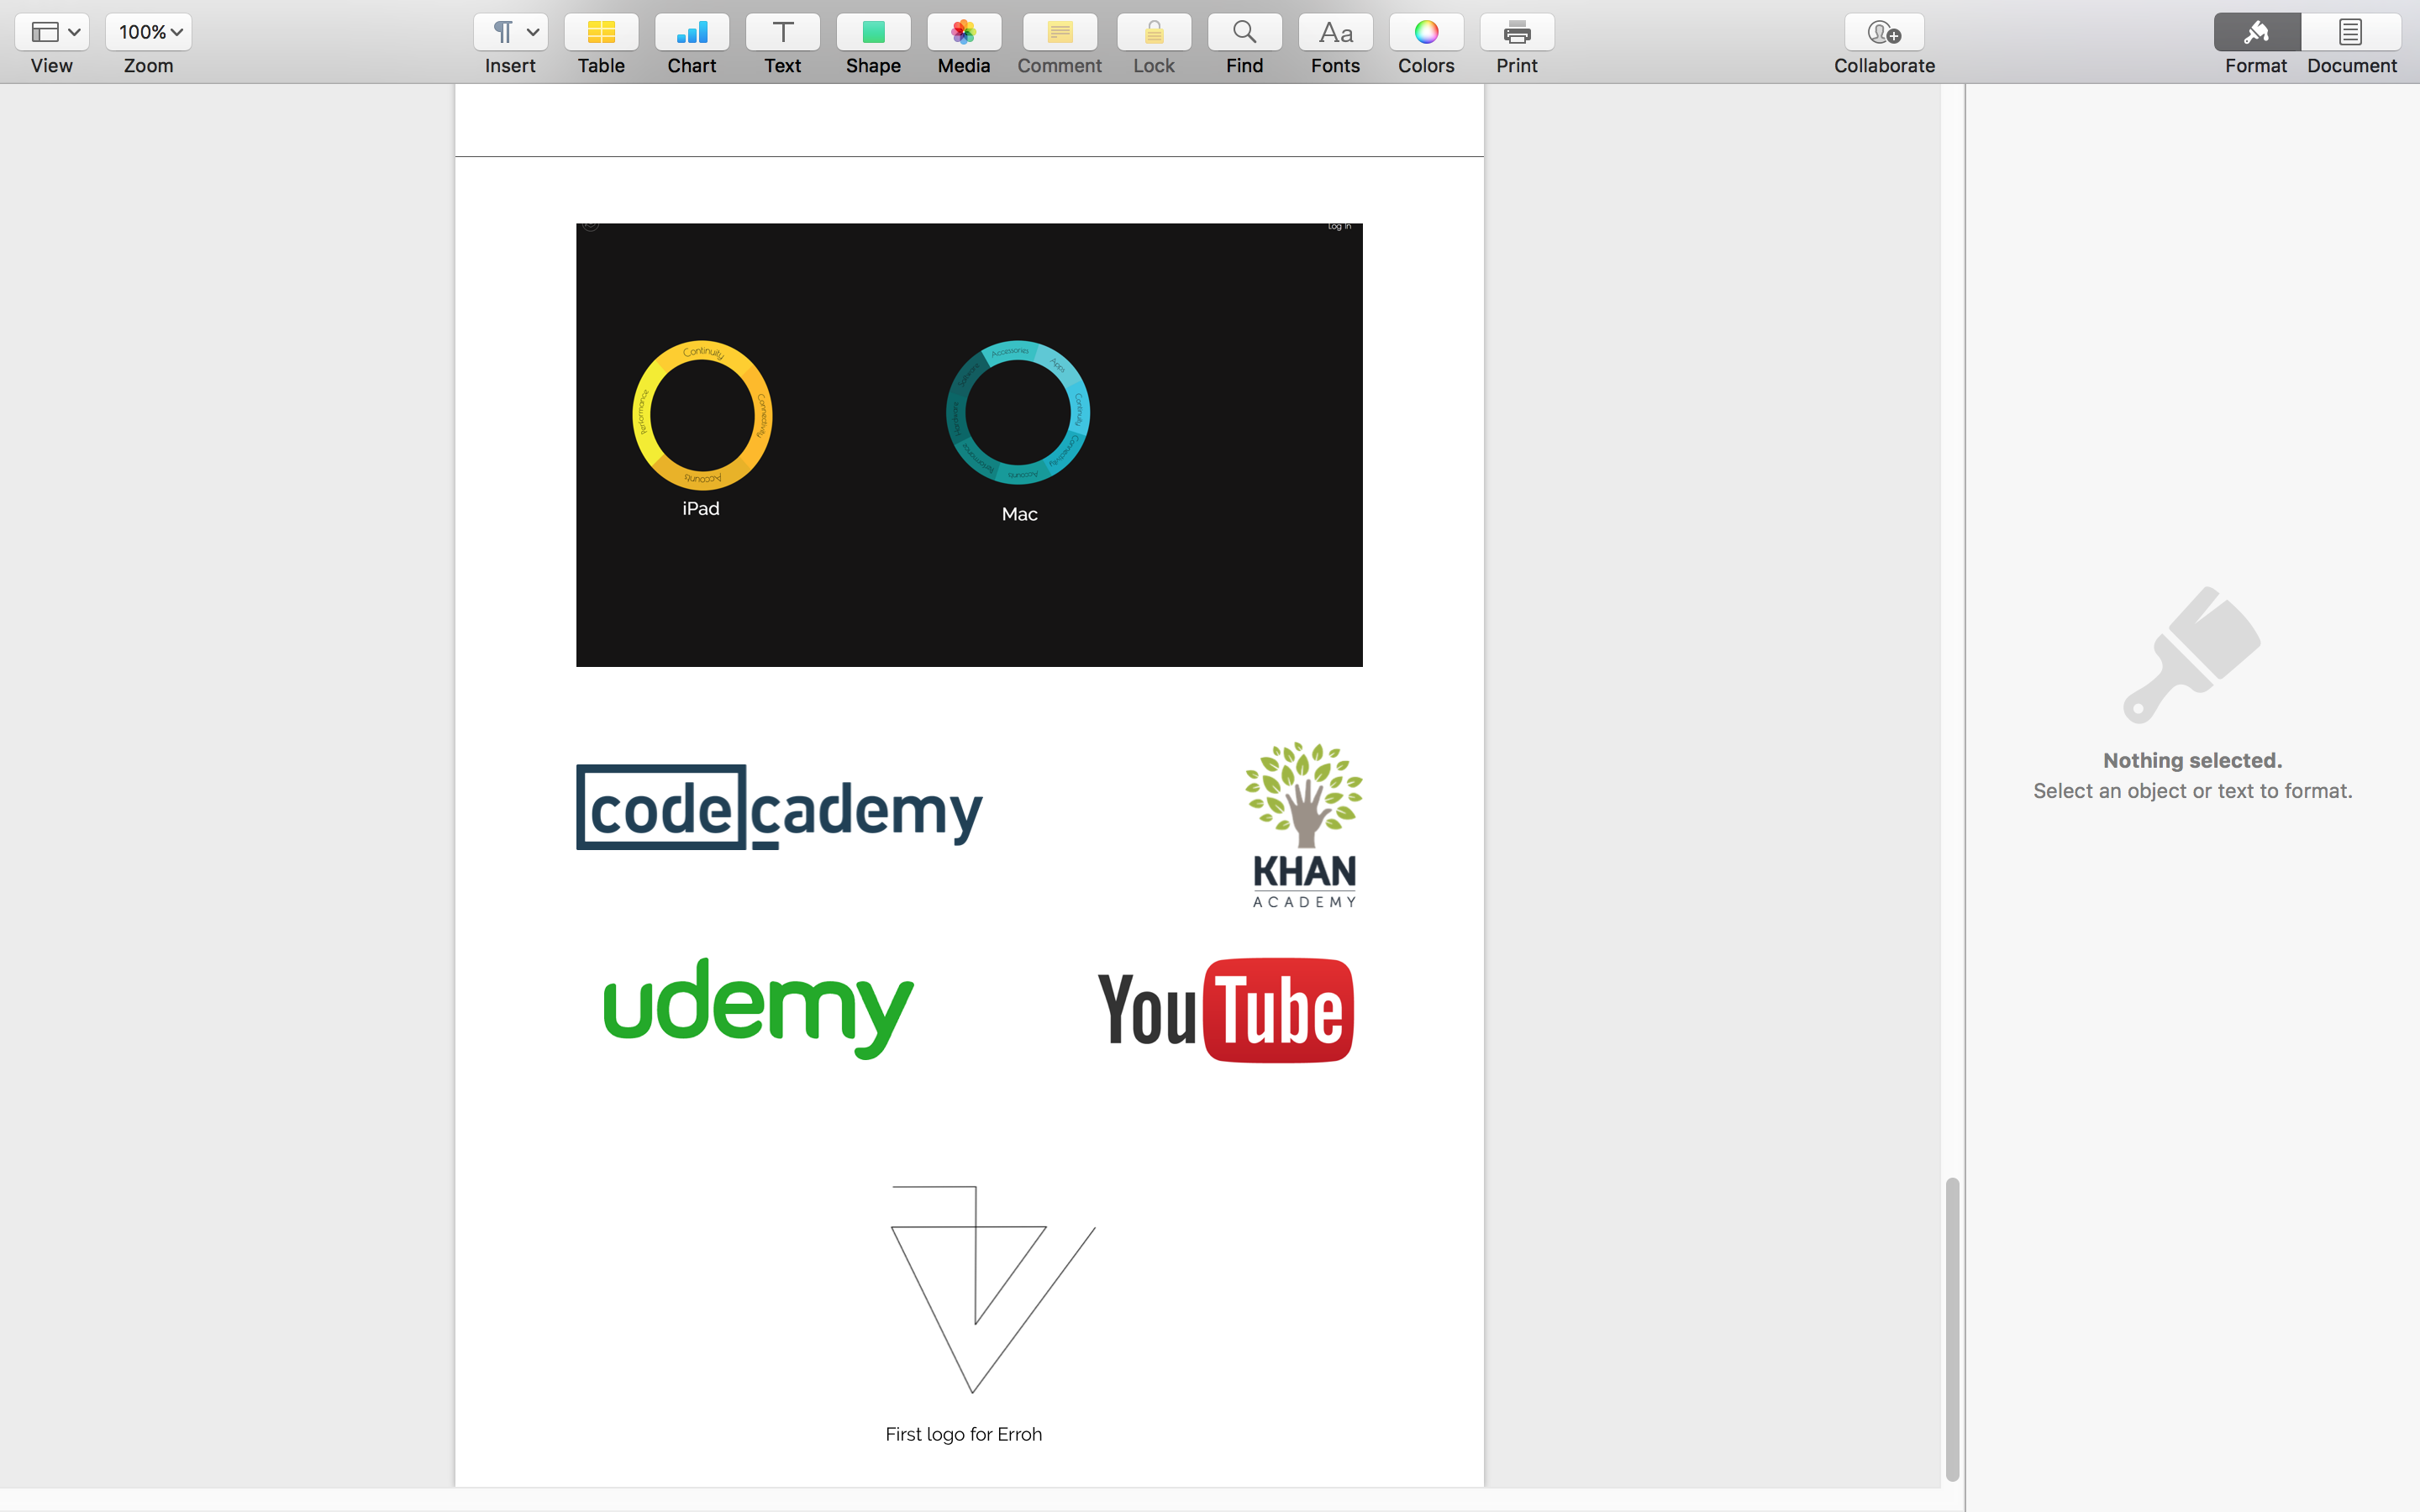 100%
View
Zoom
Insert
Table
Chart
Text
Shape
Media
Comment
Lock
Find
Aa
Fonts
Colors
Print
Collaborate
Format
Document
Log In
Continuity
Connectivity
Accounts
Performance
iPad
Accessories
Apps
Continuity
Connectivity
Accounts
Performance
Hardware
Software
Mac
Nothing selected.
Select an object or text to format.
codecademy
KHAN
ACADEMY
udemy
YouTube
First logo for Erroh